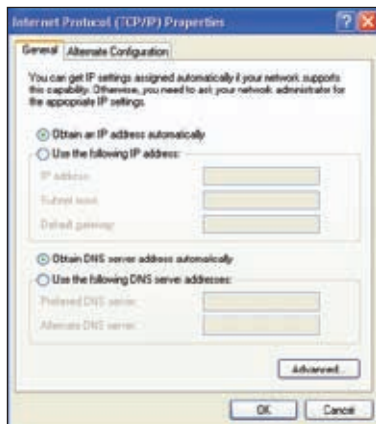 Internet Protocol (TCP/IP) Properties
General
Alternate Configuration
You can get IP settings assigned automatically if your network supports
this capability. Otherwise, you need to ask your network administrator for
the appropriate IP settings.
Obtain an IP address automatically
Use the following IP address:
IP address:
Subnet mask:
Default gateway:
Obtain DNS server address automatically
Use the following DNS server addresses:
Preferred DNS server:
Alternate DNS server:
Advanced...
OK
Cancel